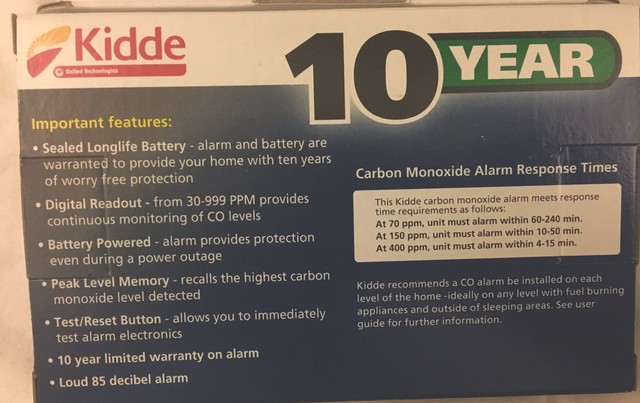 Kidde
United Technologies
10 YEAR
Important features:
• Sealed Longlife Battery - alarm and battery are
warranted to provide your home with ten years
of worry free protection
• Digital Readout - from 30-999 PPM provides
continuous monitoring of CO levels
• Battery Powered - alarm provides protection
even during a power outage
• Peak Level Memory - recalls the highest carbon
monoxide level detected
• Test/Reset Button - allows you to immediately
test alarm electronics
• 10 year limited warranty on alarm
• Loud 85 decibel alarm
Carbon Monoxide Alarm Response Times
This Kidde carbon monoxide alarm meets response
time requirements as follows:
At 70 ppm, unit must alarm within 60-240 min.
At 150 ppm, unit must alarm within 10-50 min.
At 400 ppm, unit must alarm within 4-15 min.
Kidde recommends a CO alarm be installed on each
level of the home -ideally on any level with fuel burning
appliances and outside of sleeping areas. See user
guide for further information.